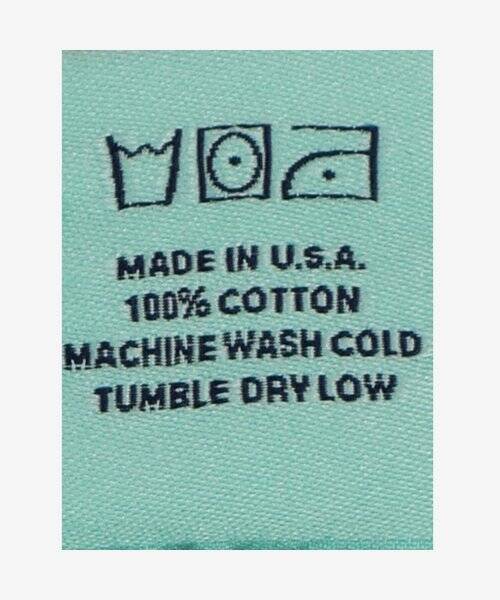 MADE IN U.S.A.
100% COTTON
MACHINE WASH COLD
TUMBLE DRY LOW